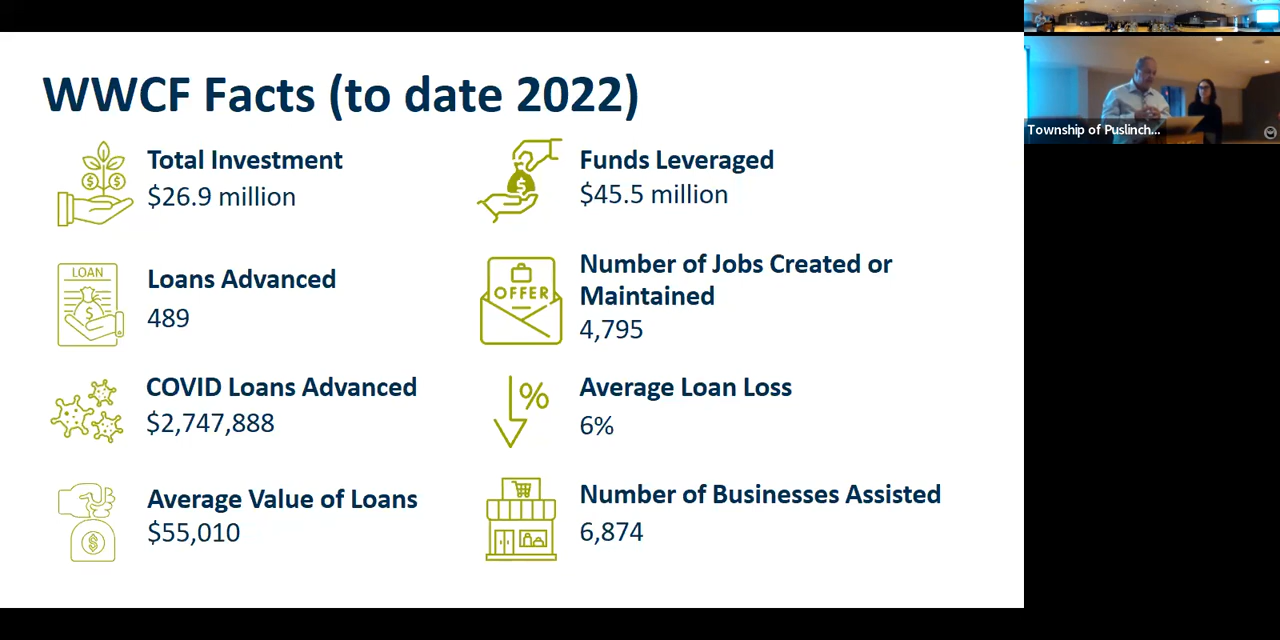 WWCF Facts (to date 2022)
Total Investment
$26.9 million
Funds Leveraged
$45.5 million
LOAN
$
Loans Advanced
489
OFFER
Number of Jobs Created or
Maintained
4,795
COVID Loans Advanced
$2,747,888
%
Average Loan Loss
6%
$
Average Value of Loans
$55,010
Number of Businesses Assisted
6,874
Township of Puslinch...